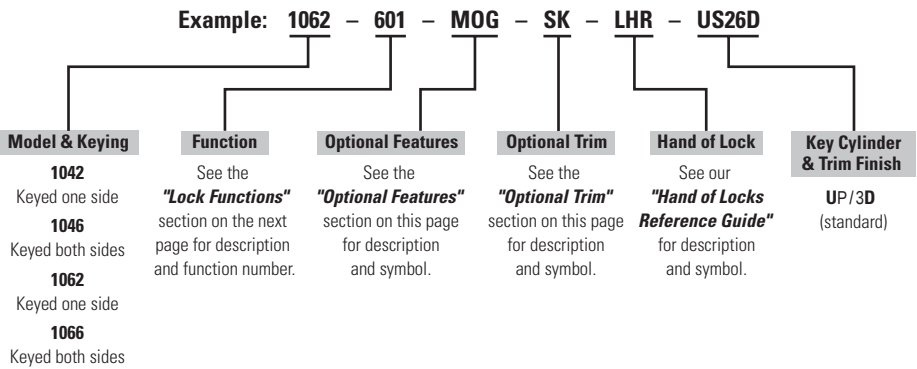 Example: 1062 – 601 – MOG – SK – LHR – US26D
Model & Keying
1042
Keyed one side
1046
Keyed both sides
1062
Keyed one side
1066
Keyed both sides
Function
See the
"Lock Functions"
section on the next
page for description
and function number.
Optional Features
See the
"Optional Features"
section on this page
for description
and symbol.
Optional Trim
See the
"Optional Trim"
section on this page
for description
and symbol.
Hand of Lock
See our
"Hand of Locks
Reference Guide"
for description
and symbol.
Key Cylinder
& Trim Finish
UP/3D
(standard)